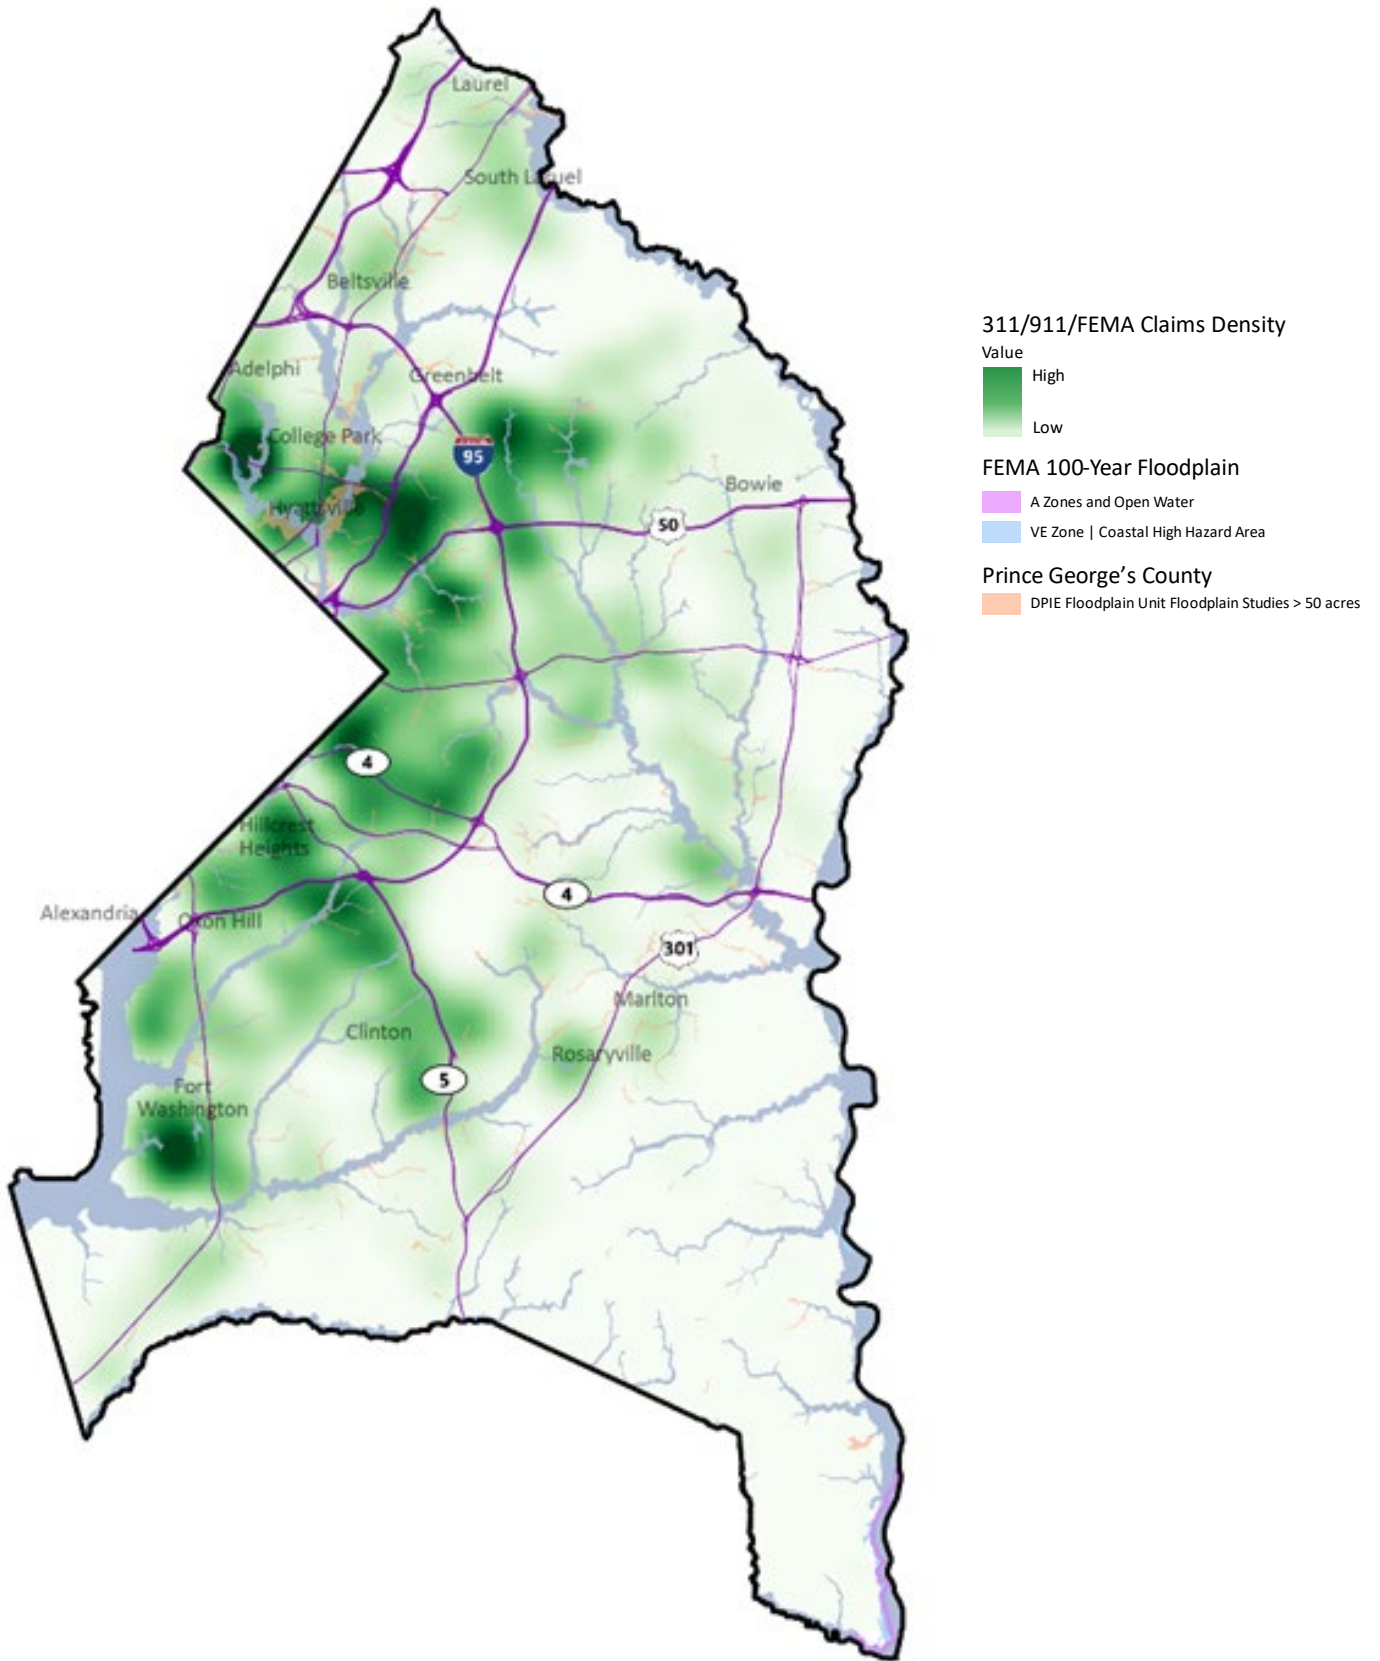 Laurel
South Laurel
Beltsville
Adelphi
Greenbelt
College Park
95
Hyattsville
Bowie
50
4
Hillcrest
Heights
4
Alexandria
Oxon Hill
301
Marlton
Clinton
Rosaryville
5
Fort
Washington
311/911/FEMA Claims Density
Value
High
Low
FEMA 100-Year Floodplain
A Zones and Open Water
VE Zone | Coastal High Hazard Area
Prince George’s County
DPIE Floodplain Unit Floodplain Studies > 50 acres